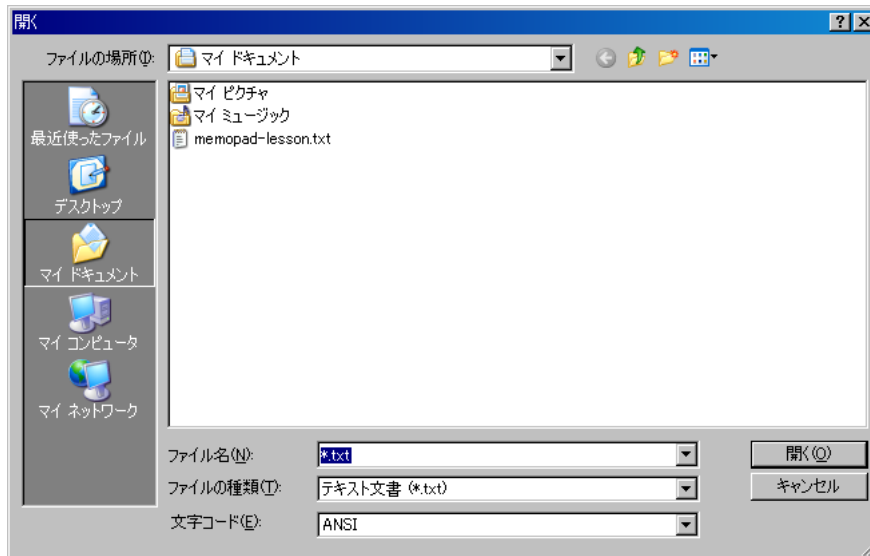 開く
ファイルの場所(I):
マイ ドキュメント
最近使ったファイル
デスクトップ
マイ ドキュメント
マイ コンピュータ
マイ ネットワーク
マイ ピクチャ
マイ ミュージック
memopad-lesson.txt
ファイル名(N):
*.txt
開く(O)
ファイルの種類(T):
テキスト文書 (*.txt)
キャンセル
文字コード(E):
ANSI